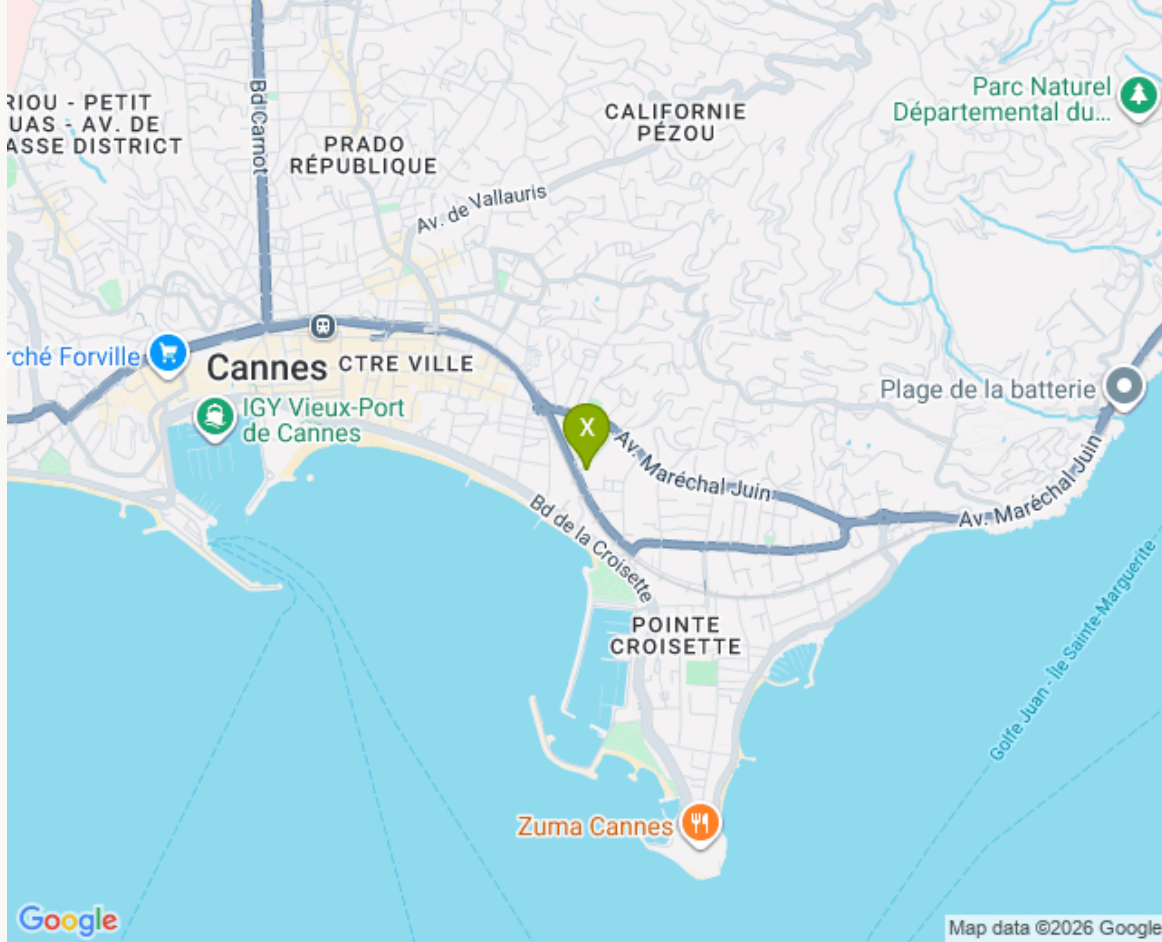 Bd Carnot
RIOU - PETIT
UAS - AV. DE
ASSE DISTRICT
PRADO
RÉPUBLIQUE
CALIFORNIE
PÉZOU
Parc Naturel
Départemental du...
Av. de Vallauris
rché Forville
Cannes
CTRE VILLE
IGY Vieux-Port
de Cannes
Plage de la batterie
X
Av. Maréchal Juin
Av. Maréchal Juin
Bd de la Croisette
POINTE
CROISETTE
Golfe Juan - Île Sainte-Marguerite
Zuma Cannes
Google
Map data ©2026 Google